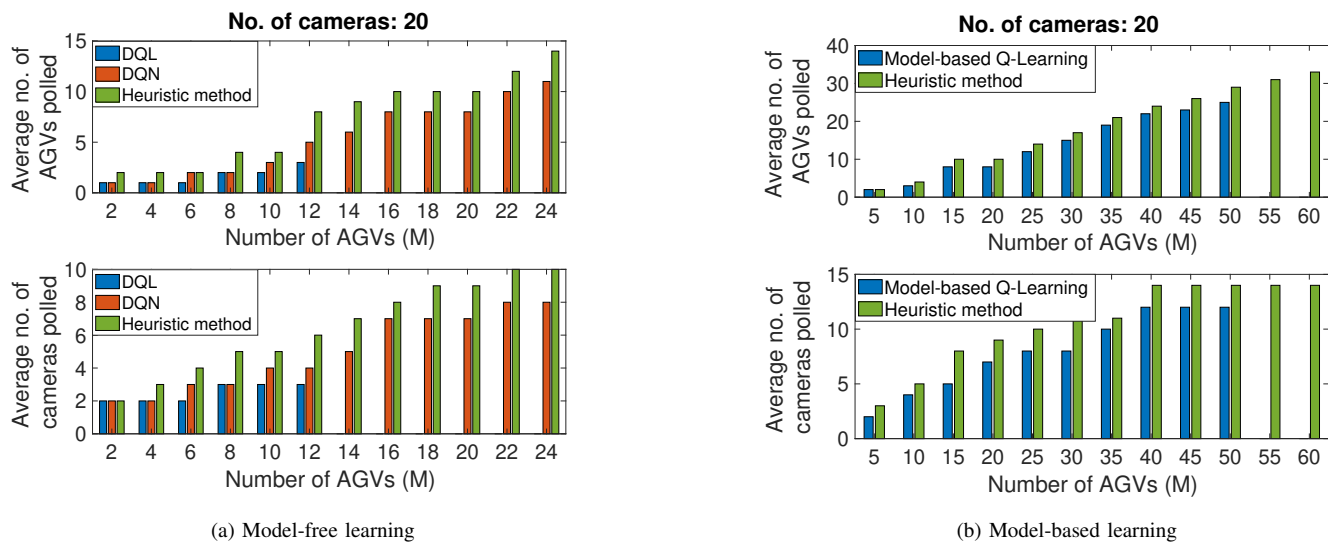 No. of cameras: 20
15
10
5
0
Average no. of
AGVs polled
DQL
DQN
Heuristic method
2 4 6 8 10 12 14 16 18 20 22 24
Number of AGVs (M)
10
8
6
4
2
0
Average no. of
cameras polled
DQL
DQN
Heuristic method
2 4 6 8 10 12 14 16 18 20 22 24
Number of AGVs (M)
(a) Model-free learning
No. of cameras: 20
40
30
20
10
0
Average no. of
AGVs polled
Model-based Q-Learning
Heuristic method
5 10 15 20 25 30 35 40 45 50 55 60
Number of AGVs (M)
15
10
5
0
Average no. of
cameras polled
Model-based Q-Learning
Heuristic method
5 10 15 20 25 30 35 40 45 50 55 60
Number of AGVs (M)
(b) Model-based learning